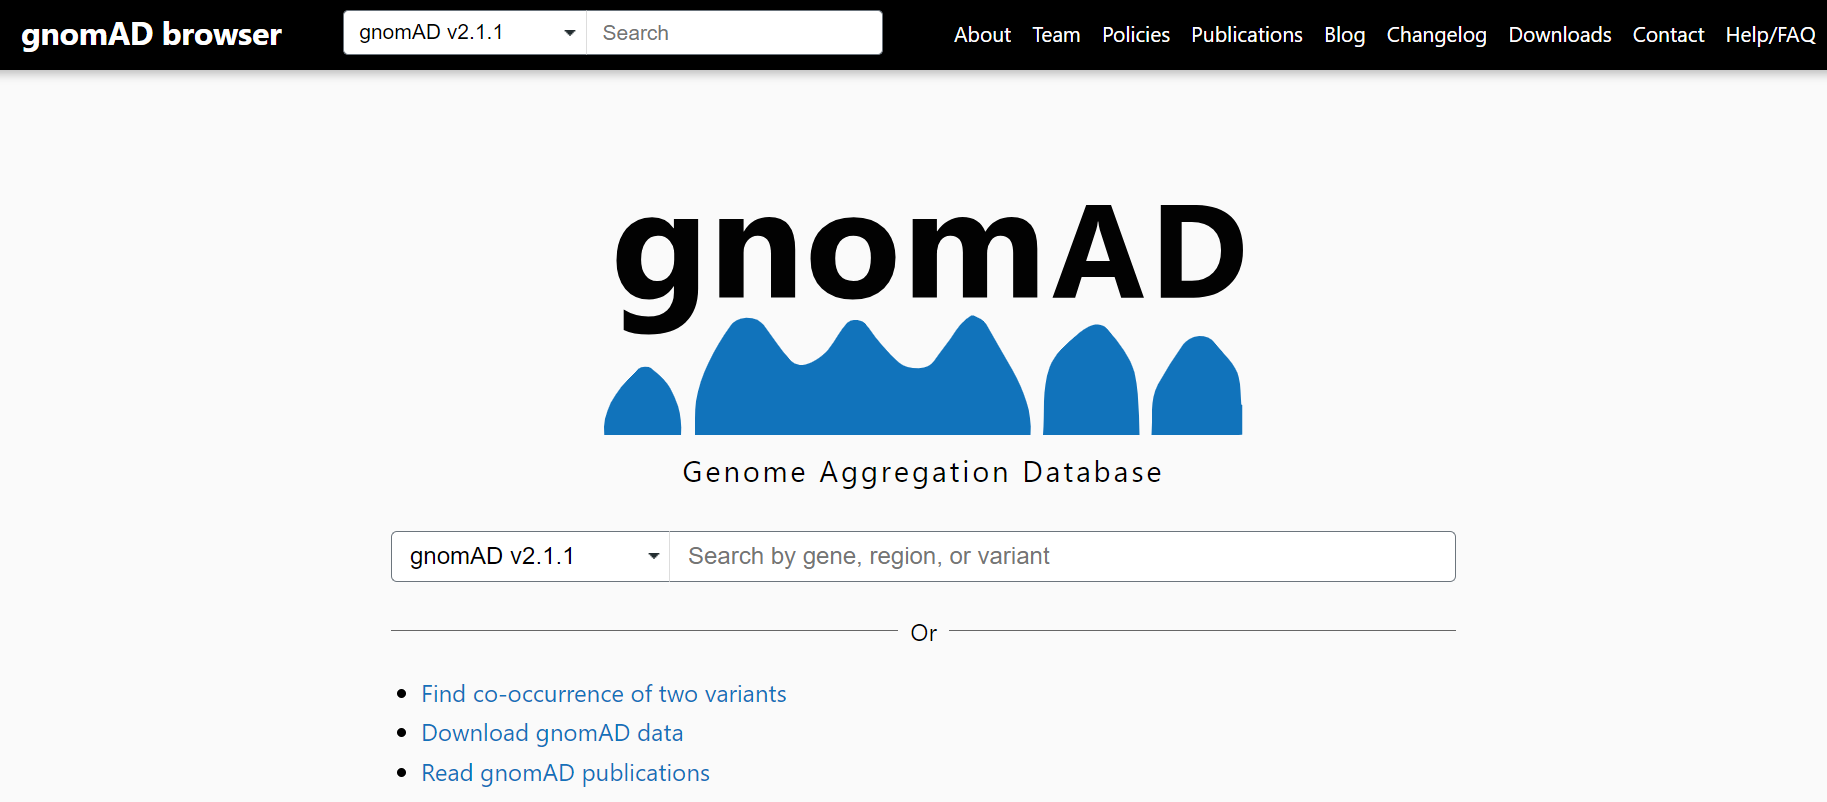 gnomAD browser gnomAD v2.1.1 Search About Team Policies Publications Blog Changelog Downloads Contact Help/FAQ
gnomAD
Genome Aggregation Database
gnomAD v2.1.1 Search by gene, region, or variant
Or
Find co-occurrence of two variants
Download gnomAD data
Read gnomAD publications